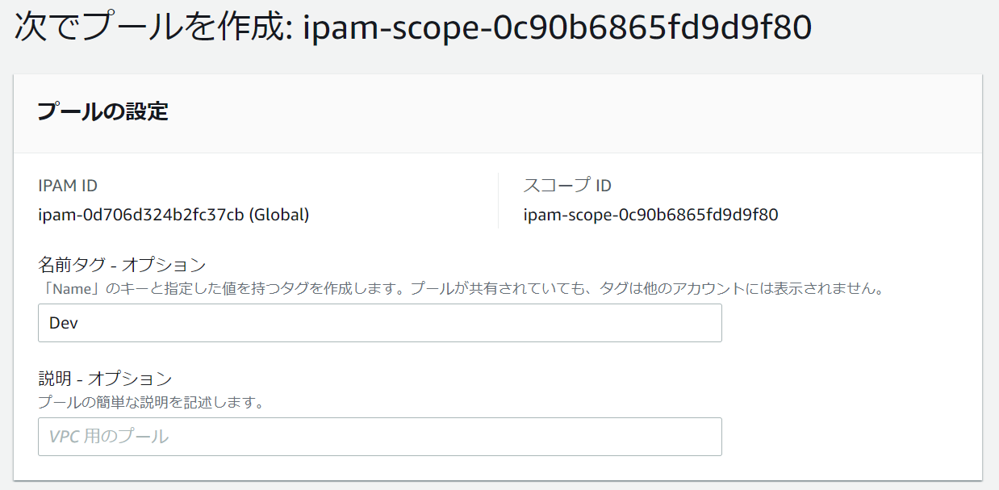 次でプールを作成: ipam-scope-0c90b6865fd9d9f80
プールの設定
IPAM ID
ipam-0d706d324b2fc37cb (Global)
スコープ ID
ipam-scope-0c90b6865fd9d9f80
名前タグ - オプション
「Name」のキーと指定した値を持つタグを作成します。プールが共有されていても、タグは他のアカウントには表示されません。
Dev
説明 - オプション
プールの簡単な説明を記述します。
VPC 用のプール